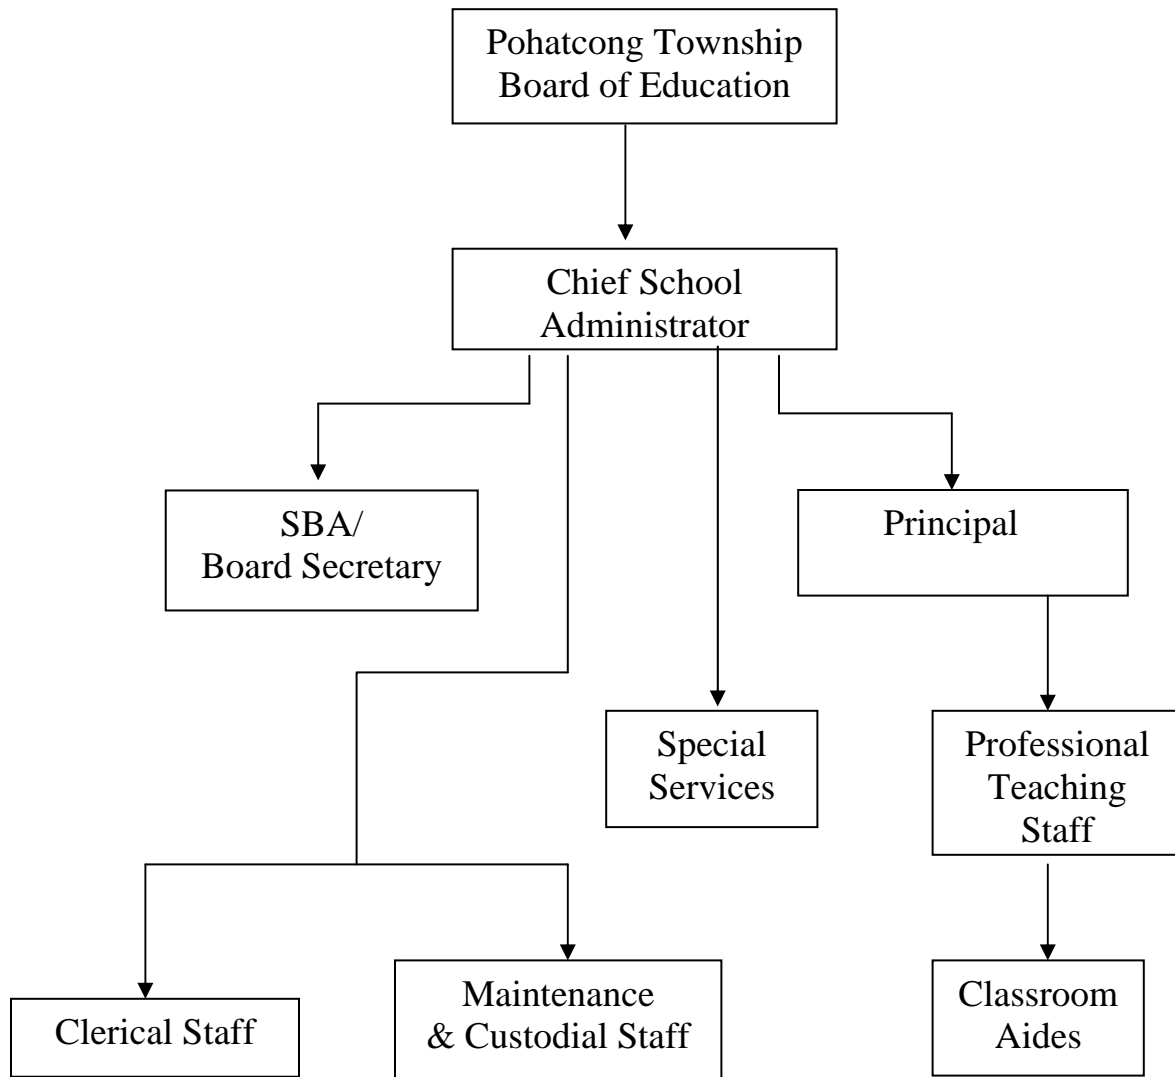 Pohatcong Township
Board of Education
Chief School
Administrator
SBA/
Board Secretary
Principal
Special
Services
Professional
Teaching
Staff
Clerical Staff
Maintenance
& Custodial Staff
Classroom
Aides